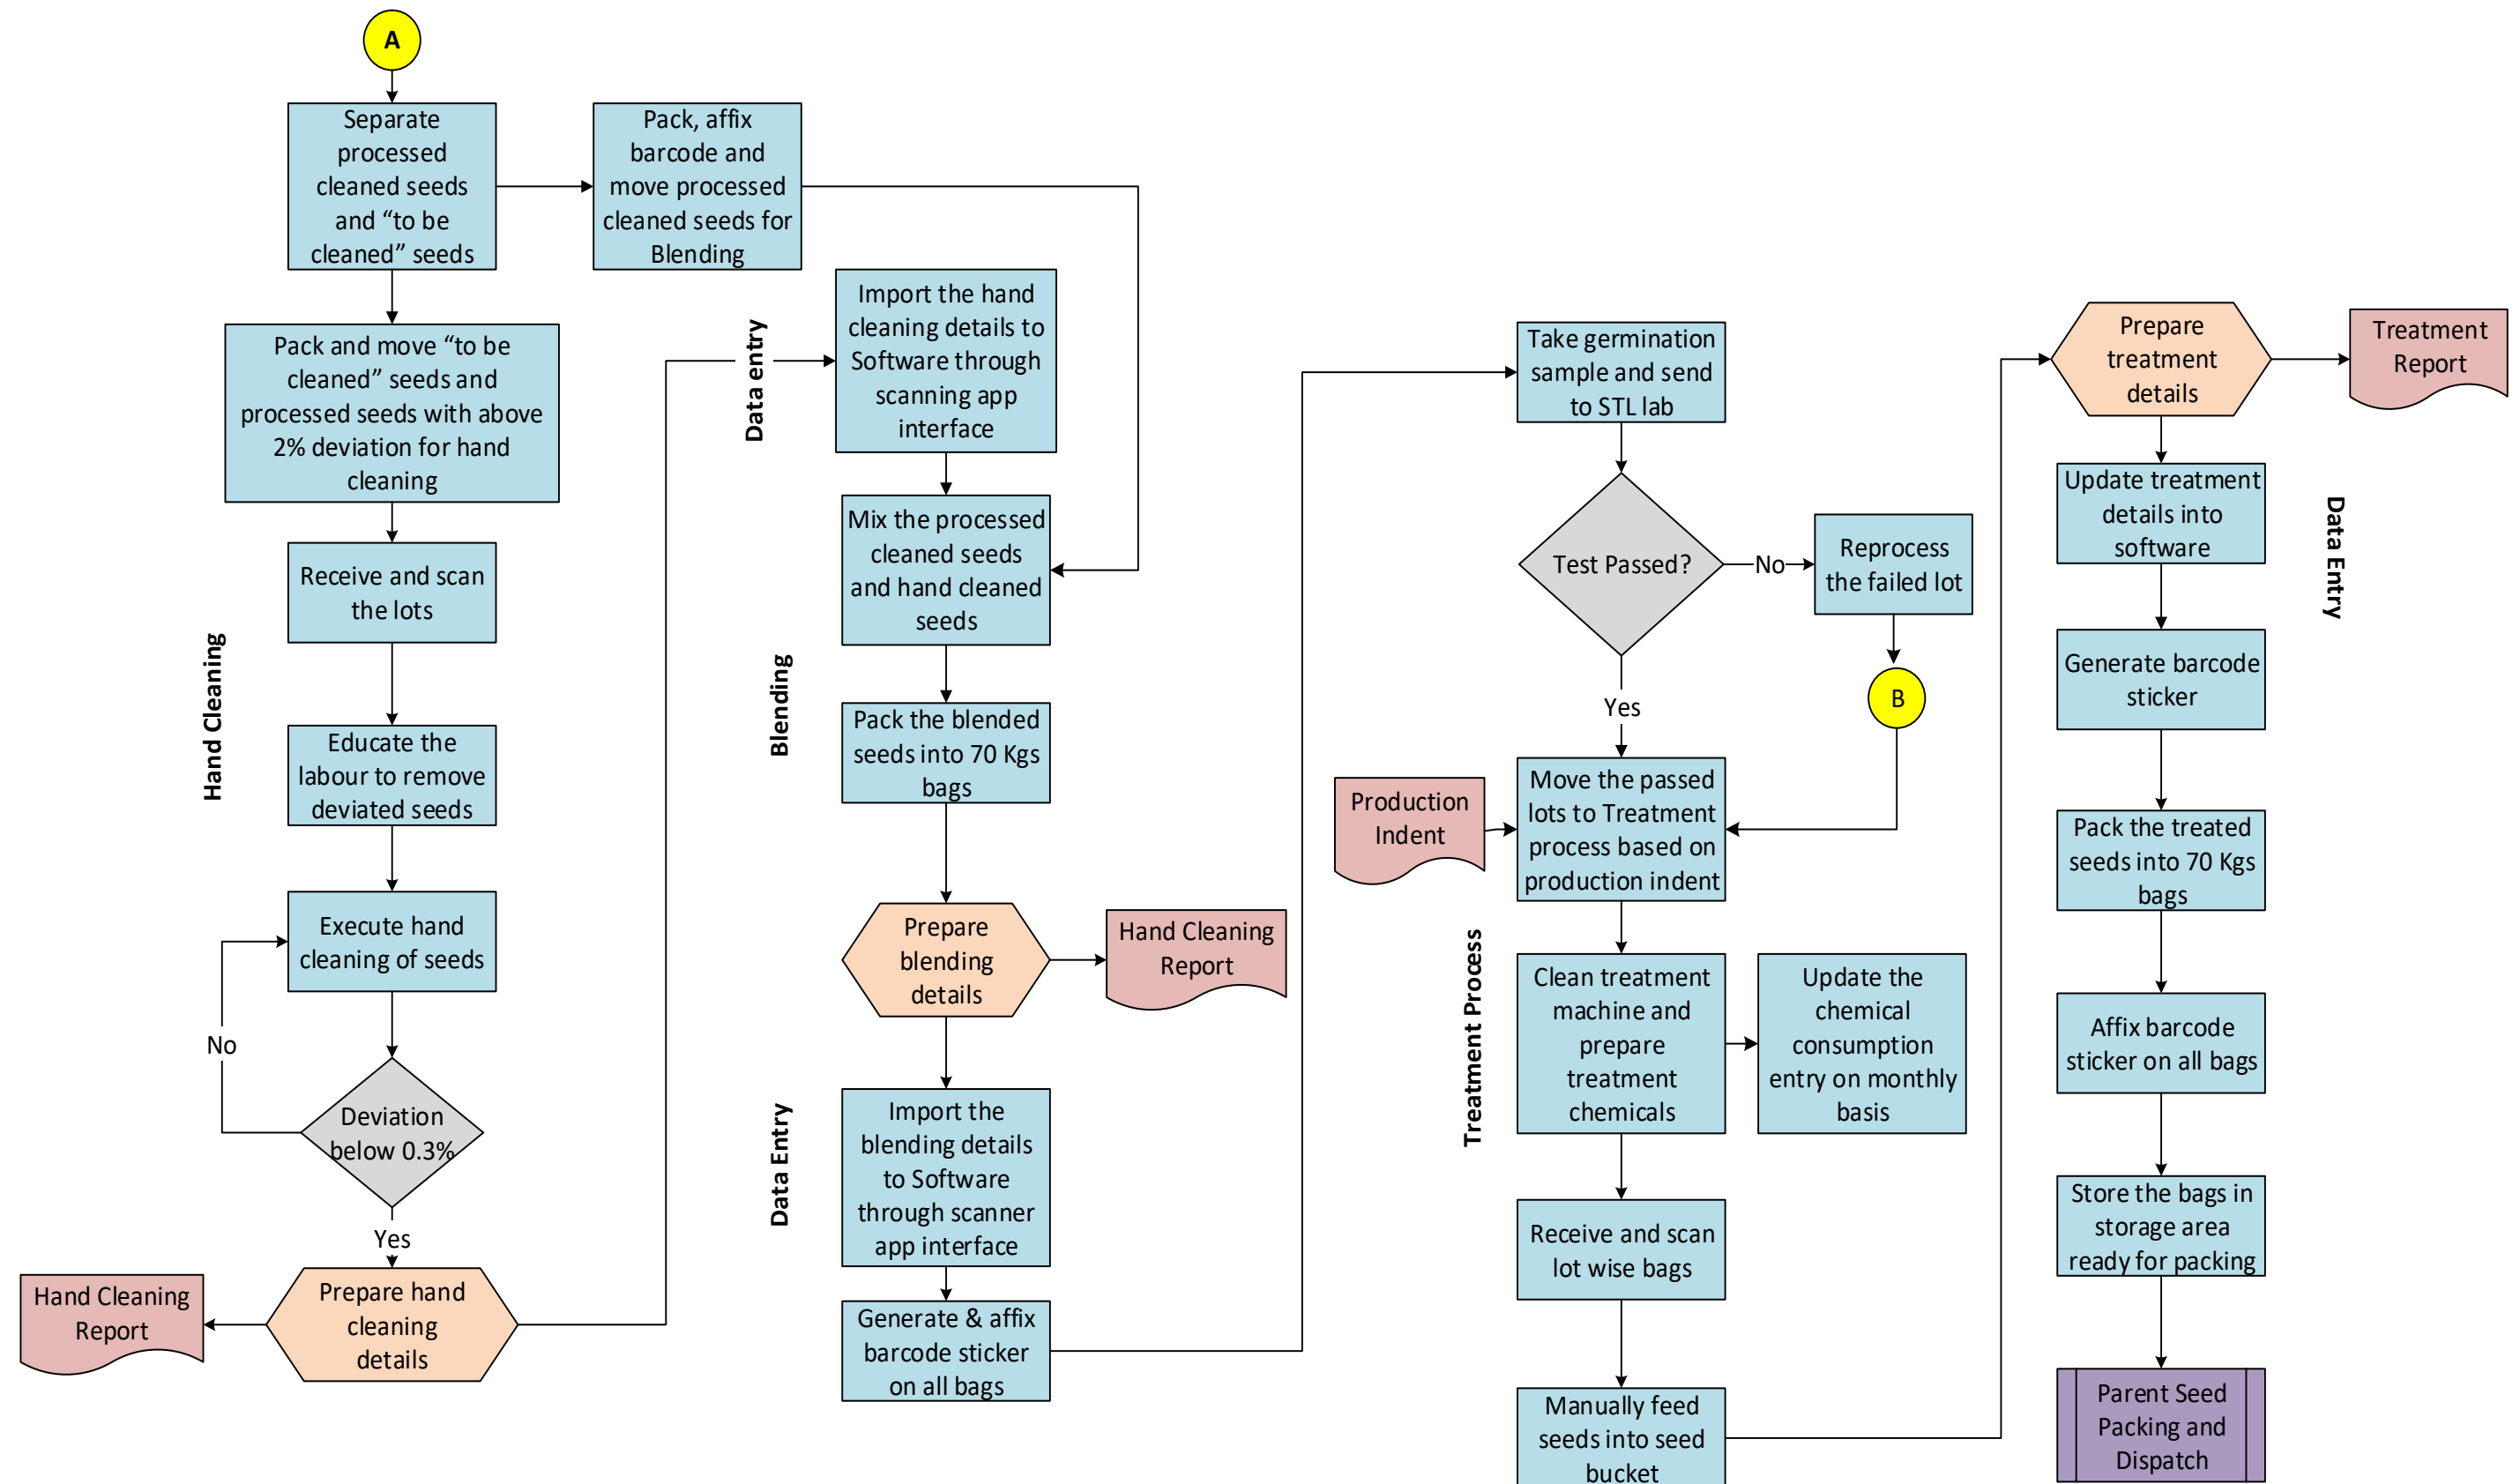 A
Separate
processed
cleaned seeds
and “to be
cleaned” seeds
Pack, affix
barcode and
move processed
cleaned seeds for
Blending
Pack and move “to be
cleaned” seeds and
processed seeds with above
2% deviation for hand
cleaning
Receive and scan
the lots
Hand Cleaning
Educate the
labour to remove
deviated seeds
Execute hand
cleaning of seeds
No
Deviation
below 0.3%
Yes
Prepare hand
cleaning
details
Hand Cleaning
Report
Data entry
Import the hand
cleaning details to
Software through
scanning app
interface
Mix the processed
cleaned seeds
and hand cleaned
seeds
Blending
Pack the blended
seeds into 70 Kgs
bags
Prepare
blending
details
Hand Cleaning
Report
Data Entry
Import the
blending details
to Software
through scanner
app interface
Generate & affix
barcode sticker
on all bags
Take germination
sample and send
to STL lab
Test Passed?
No
Reprocess
the failed lot
B
Yes
Production
Indent
Move the passed
lots to Treatment
process based on
production indent
Treatment Process
Clean treatment
machine and
prepare
treatment
chemicals
Update the
chemical
consumption
entry on monthly
basis
Receive and scan
lot wise bags
Manually feed
seeds into seed
bucket
Prepare
treatment
details
Treatment
Report
Update treatment
details into
software
Data Entry
Generate barcode
sticker
Pack the treated
seeds into 70 Kgs
bags
Affix barcode
sticker on all bags
Store the bags in
storage area
ready for packing
Parent Seed
Packing and
Dispatch